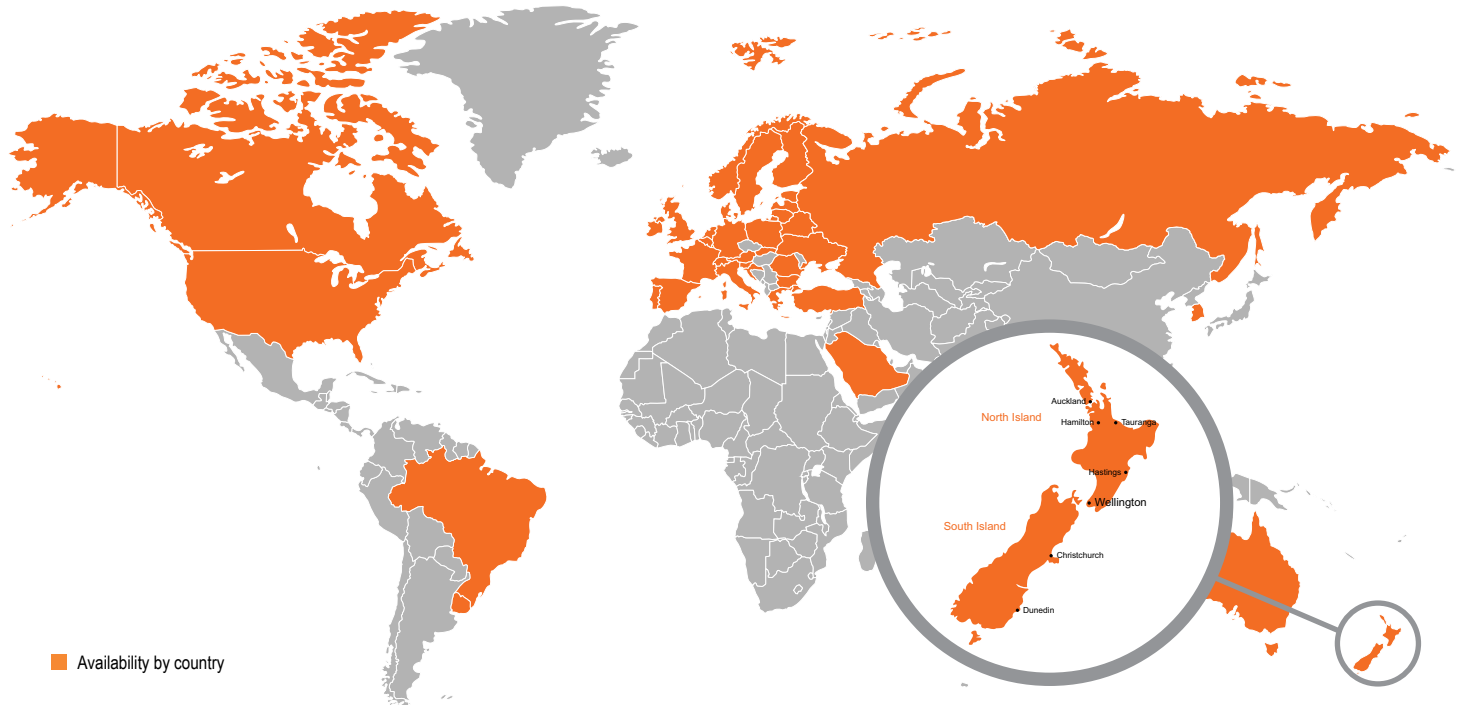 Auckland
North Island
Hamilton
Tauranga
Hastings
Wellington
South Island
Christchurch
Dunedin
Availability by country